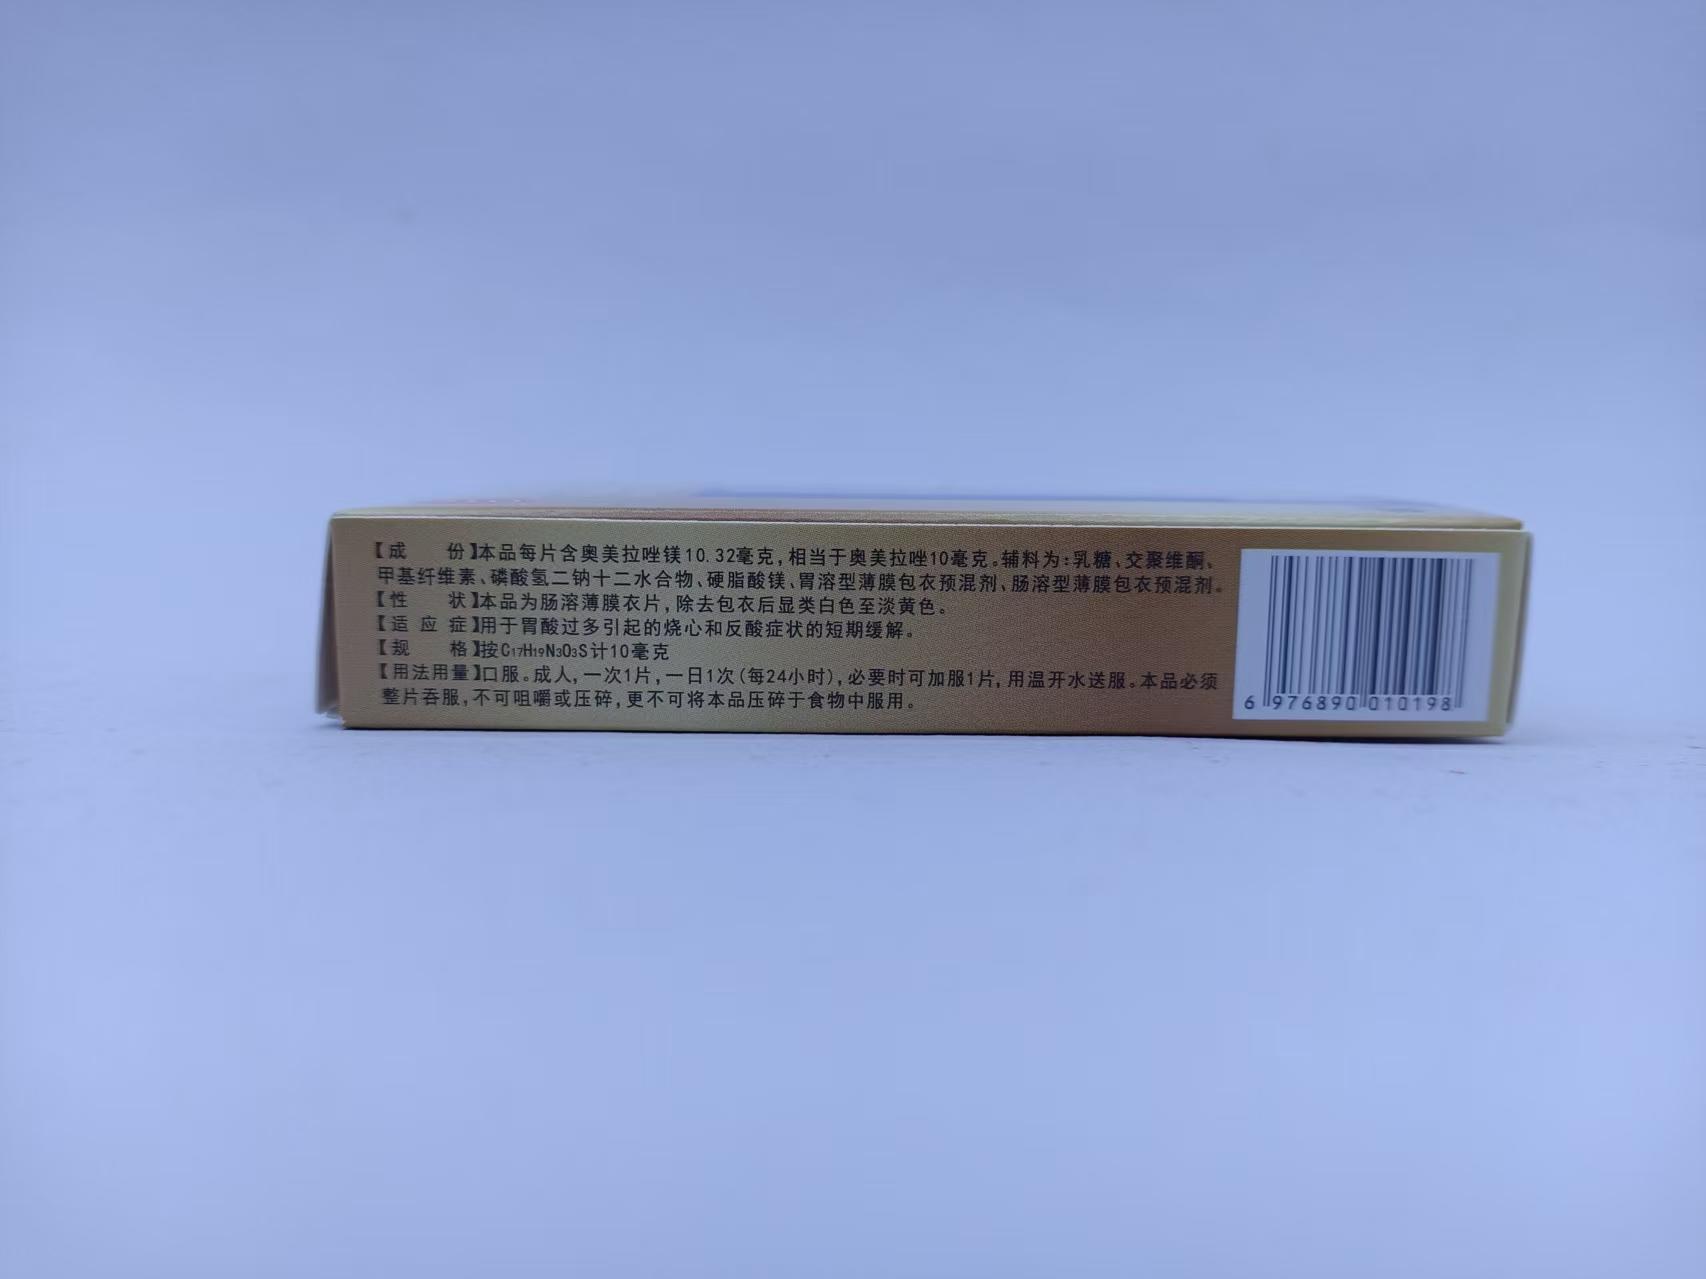 【成　　份】本品每片含奥美拉唑镁10.32毫克,相当于奥美拉唑10毫克。辅料为:乳糖、交聚维酮、
甲基纤维素、磷酸氢二钠十二水合物、硬脂酸镁、胃溶型薄膜包衣预混剂、肠溶型薄膜包衣预混剂。
【性　　状】本品为肠溶薄膜衣片,除去包衣后显类白色至淡黄色。
【适 应 症】用于胃酸过多引起的烧心和反酸症状的短期缓解。
【规　　格】按C₁₇H₁₉N₃O₃S计10毫克
【用法用量】口服。成人,一次1片,一日1次(每24小时),必要时可加服1片,用温开水送服。本品必须
整片吞服,不可咀嚼或压碎,更不可将本品压碎于食物中服用。
6 976890 010198